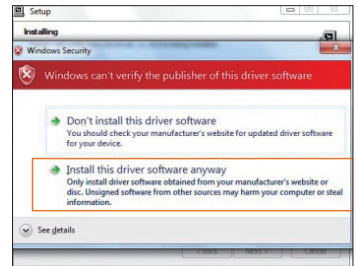 Setup
Installing
Windows Security
Windows can't verify the publisher of this driver software
Don't install this driver software
You should check your manufacturer's website for updated driver software
for your device.
Install this driver software anyway
Only install driver software obtained from your manufacturer's website or
disc. Unsigned software from other sources may harm your computer or steal
information.
See details
< Back Next > Cancel